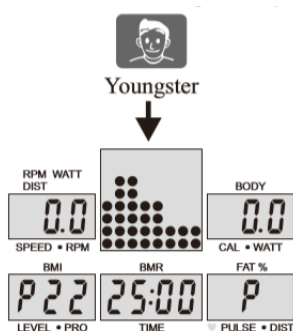 Youngster
RPM WATT
DIST
BODY
0.0
0.0
SPEED • RPM
CAL • WATT
BMI
BMR
FAT %
P22
25:00
P
LEVEL • PRO
TIME
♥ PULSE • DIST